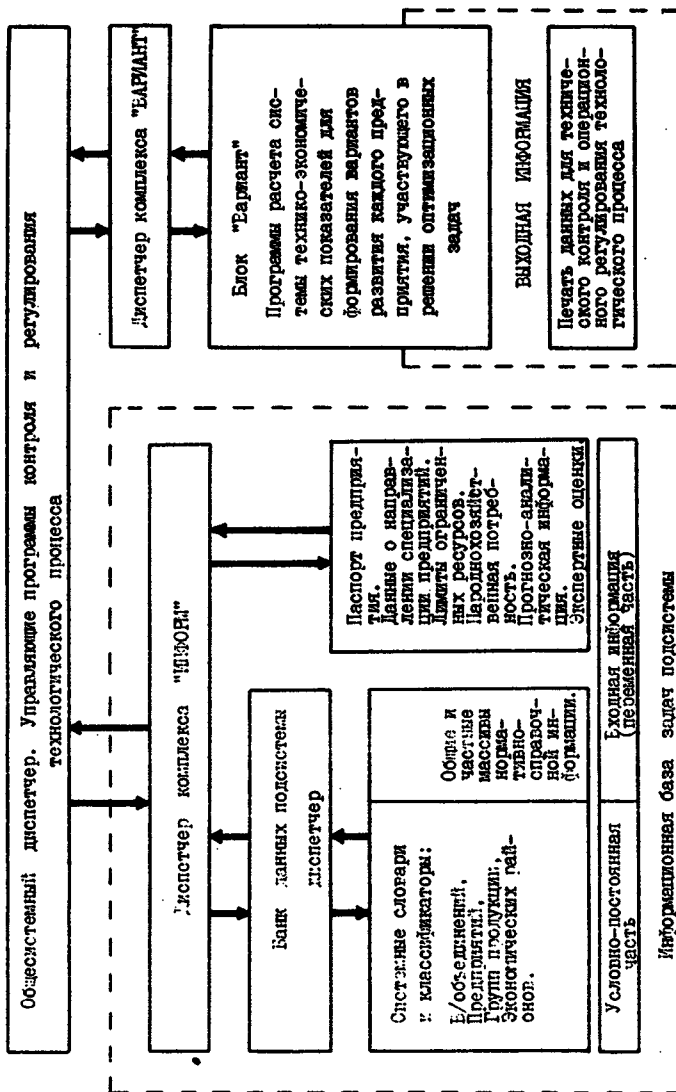 Общесистемный диспетчер. Управляющие программы контроля и регулирования
технологического процесса
Диспетчер комплекса "ИНФОРМ"
Банк данных подсистемы
диспетчер
Системные словари
и классификаторы:
В/объединений,
Предприятий,
Групп продукции,
Экономических рай-
онов.
Общие и
частные
массивы
норма-
тивно-
справоч-
ной ин-
формации.
Условно-постоянная
часть
Паспорт предприя-
тия.
Данные о направ-
лении специализа-
ции предприятий.
Лимиты ограничен-
ных ресурсов.
Народнохозяйст-
венная потреб-
ность.
Прогнозно-анали-
тическая информа-
ция.
Экспертные оценки.
Входная информация
(переменная часть)
Информационная база задач подсистемы
Диспетчер комплекса "ВАРИАНТ"
Блок "Вариант"
Программы расчета сис-
темы технико-экономиче-
ских показателей для
формирования вариантов
развития каждого пред-
приятия, участвующего в
решении оптимизационных
задач
ВЫХОДНАЯ ИНФОРМАЦИЯ
Печать данных для техниче-
ского контроля и операцион-
ного регулирования техноло-
гического процесса